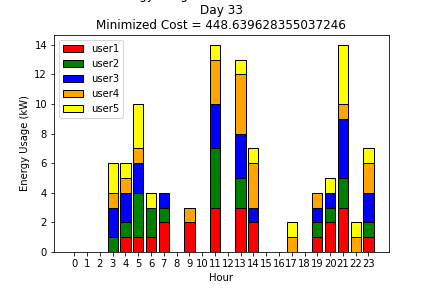 Day 33
Minimized Cost = 448.639628355037246
user1
user2
user3
user4
user5
Energy Usage (kW)
14
12
10
8
6
4
2
0
0 1 2 3 4 5 6 7 8 9 10 11 12 13 14 15 16 17 18 19 20 21 22 23
Hour